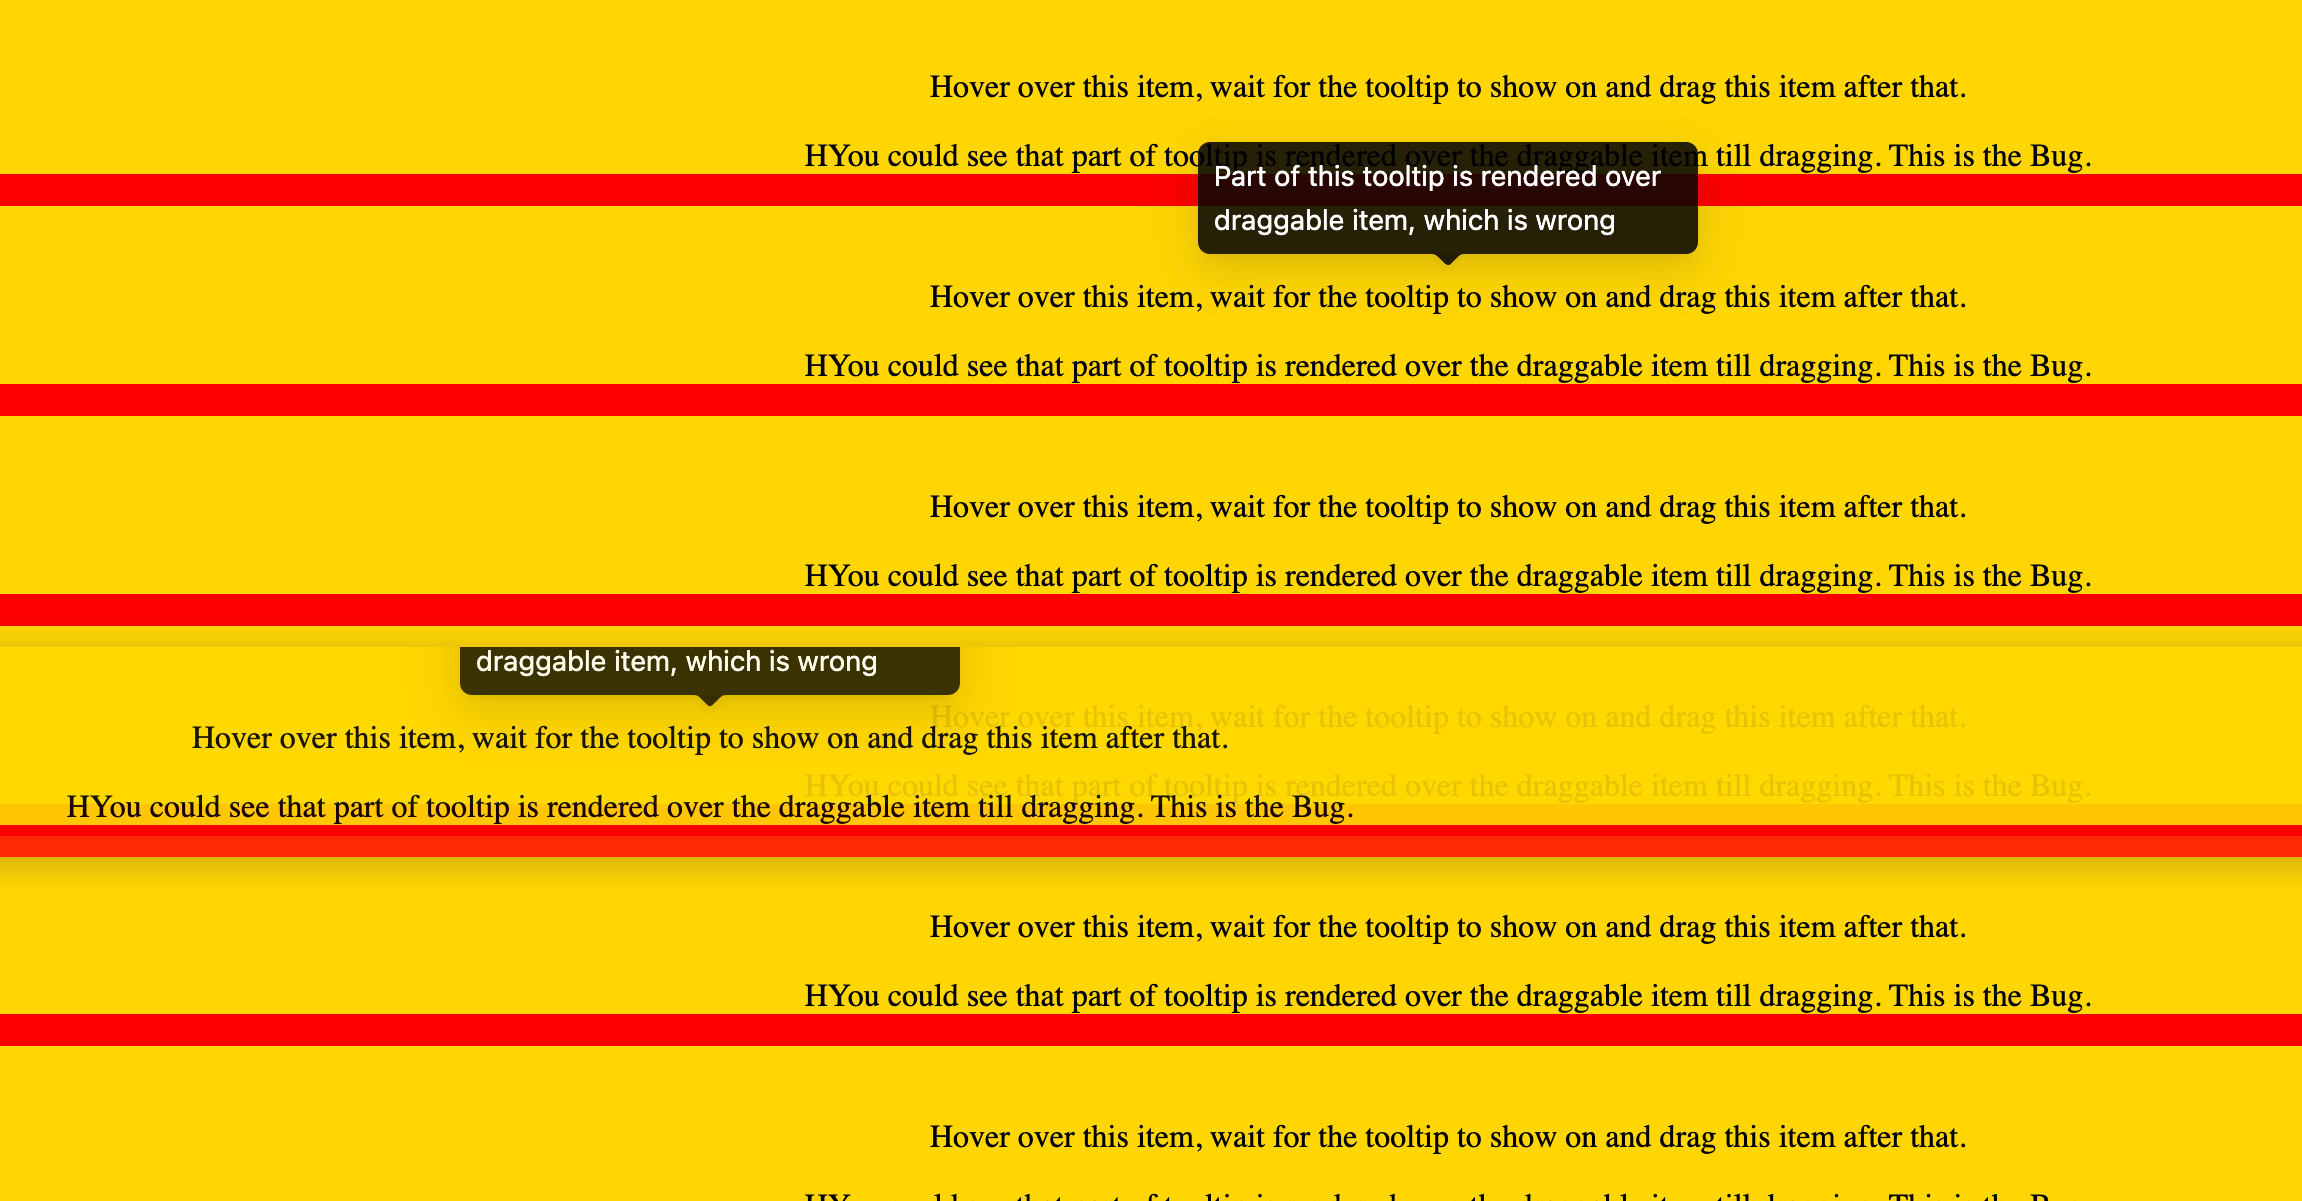 Hover over this item, wait for the tooltip to show on and drag this item after that.
HYou could see that part of tooltip is rendered over the draggable item till dragging. This is the Bug.
Part of this tooltip is rendered over
draggable item, which is wrong
Hover over this item, wait for the tooltip to show on and drag this item after that.
HYou could see that part of tooltip is rendered over the draggable item till dragging. This is the Bug.
Hover over this item, wait for the tooltip to show on and drag this item after that.
HYou could see that part of tooltip is rendered over the draggable item till dragging. This is the Bug.
draggable item, which is wrong
Hover over this item, wait for the tooltip to show on and drag this item after that.
Hover over this item, wait for the tooltip to show on and drag this item after that.
HYou could see that part of tooltip is rendered over the draggable item till dragging. This is the Bug.
HYou could see that part of tooltip is rendered over the draggable item till dragging. This is the Bug.
Hover over this item, wait for the tooltip to show on and drag this item after that.
HYou could see that part of tooltip is rendered over the draggable item till dragging. This is the Bug.
Hover over this item, wait for the tooltip to show on and drag this item after that.